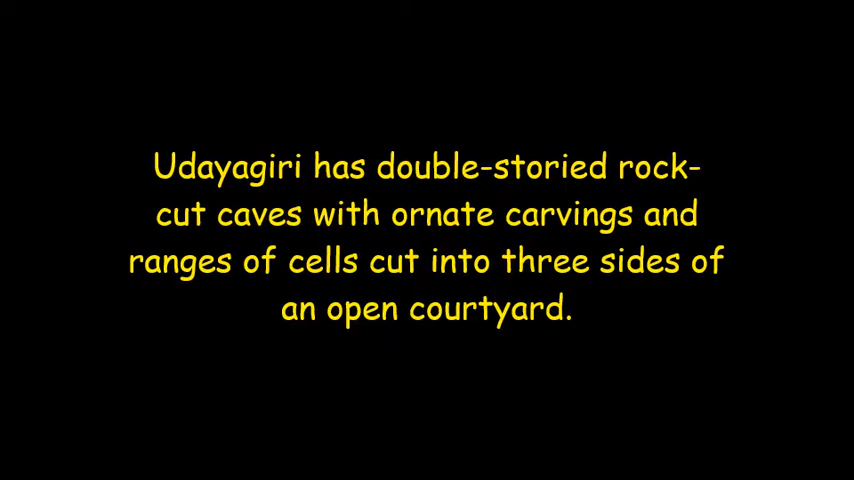 Udayagiri has double-storied rock-
cut caves with ornate carvings and
ranges of cells cut into three sides of
an open courtyard.